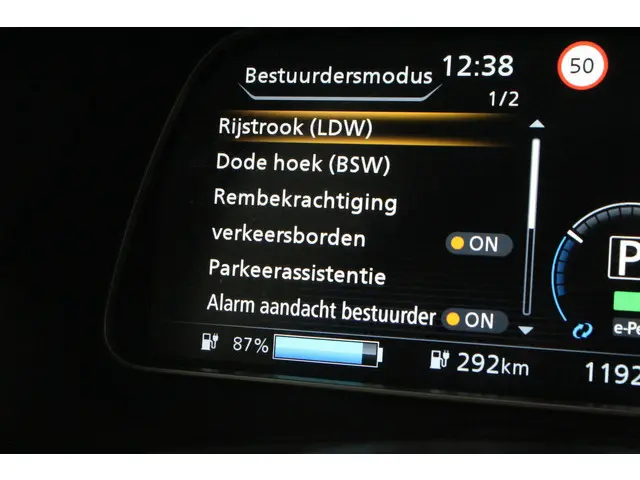 Bestuurdersmodus 12:38 50
1/2
Rijstrook (LDW)
Dode hoek (BSW)
Rembekrachtiging
verkeersborden ON
Parkeerassistentie
Alarm aandacht bestuurder ON
P
e-Pe
87% 292km 1192